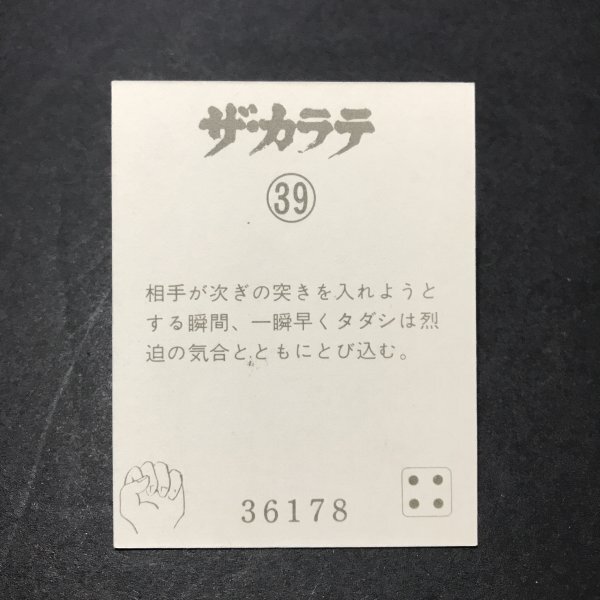 ザ・カラテ
39
相手が次ぎの突きを入れようと
する瞬間、一瞬早くタダシは烈
迫の気合とともにとび込む。
36178